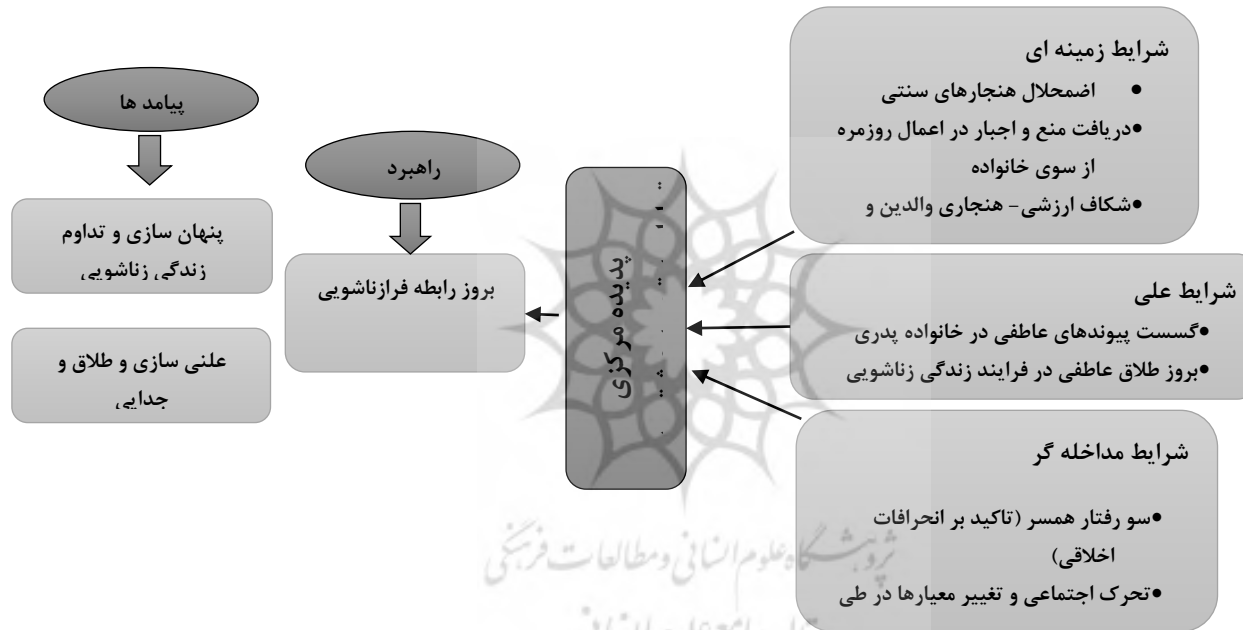 شرایط زمینه ای
• اضمحلال هنجارهای سنتی
•دریافت منع و اجبار در اعمال روزمره
از سوی خانواده
•شکاف ارزشی- هنجاری والدین و
شرایط علی
•گسست پیوندهای عاطفی در خانواده پدری
•بروز طلاق عاطفی در فرایند زندگی زناشویی
شرایط مداخله گر
•سو رفتار همسر (تاکید بر انحرافات
اخلاقی)
•تحرک اجتماعی و تغییر معیارها در طی
پدیده مرکزی
راهبرد
بروز رابطه فرازناشویی
پیامد ها
پنهان سازی و تداوم
زندگی زناشویی
علنی سازی و طلاق و
جدایی
پژوهشگاه علوم انسانی و مطالعات فرهنگی